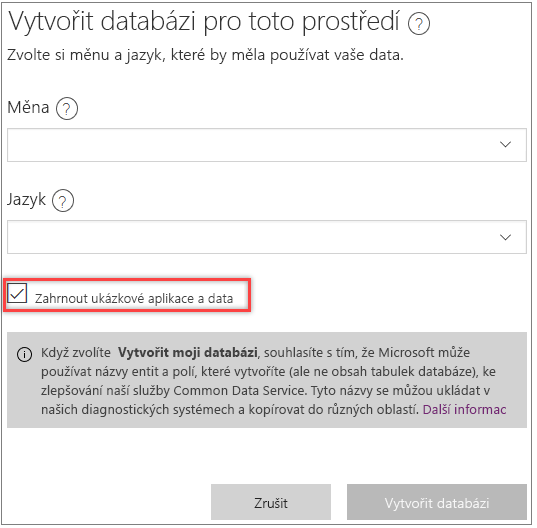 Vytvořit databázi pro toto prostředí ?
Zvolte si měnu a jazyk, které by měla používat vaše data.
Měna ?
Jazyk ?
Zahrnout ukázkové aplikace a data
Když zvolíte Vytvořit moji databázi, souhlasíte s tím, že Microsoft může
používat názvy entit a polí, které vytvoříte (ale ne obsah tabulek databáze), ke
zlepšování naší služby Common Data Service. Tyto názvy se můžou ukládat v
našich diagnostických systémech a kopírovat do různých oblastí. Další informac
Zrušit
Vytvořit databázi